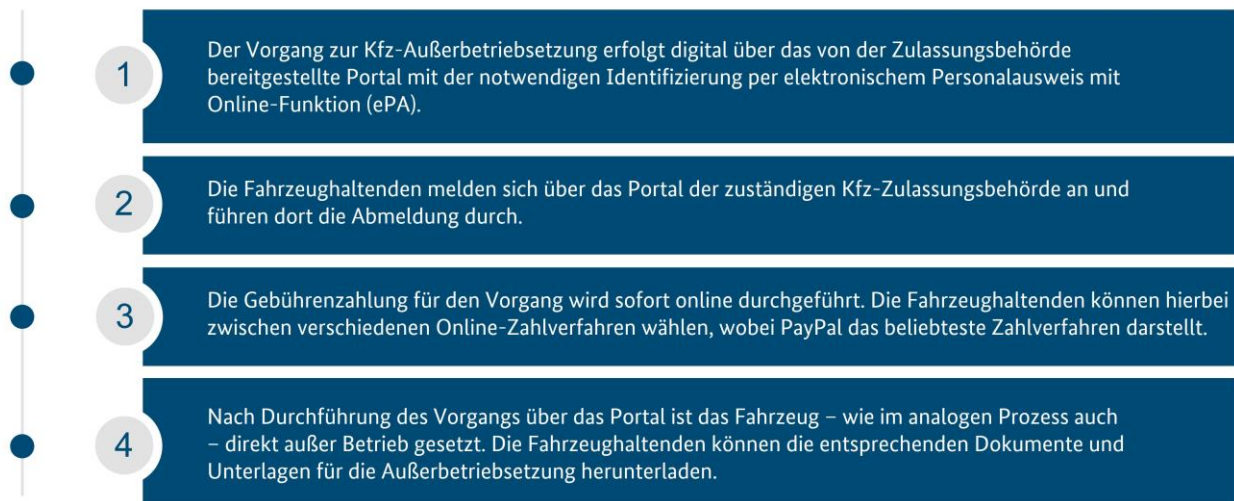 1
Der Vorgang zur Kfz-Außerbetriebsetzung erfolgt digital über das von der Zulassungsbehörde
bereitgestellte Portal mit der notwendigen Identifizierung per elektronischem Personalausweis mit
Online-Funktion (ePA).
2
Die Fahrzeughaltenden melden sich über das Portal der zuständigen Kfz-Zulassungsbehörde an und
führen dort die Abmeldung durch.
3
Die Gebührenzahlung für den Vorgang wird sofort online durchgeführt. Die Fahrzeughaltenden können hierbei
zwischen verschiedenen Online-Zahlverfahren wählen, wobei PayPal das beliebteste Zahlverfahren darstellt.
4
Nach Durchführung des Vorgangs über das Portal ist das Fahrzeug – wie im analogen Prozess auch
– direkt außer Betrieb gesetzt. Die Fahrzeughaltenden können die entsprechenden Dokumente und
Unterlagen für die Außerbetriebsetzung herunterladen.